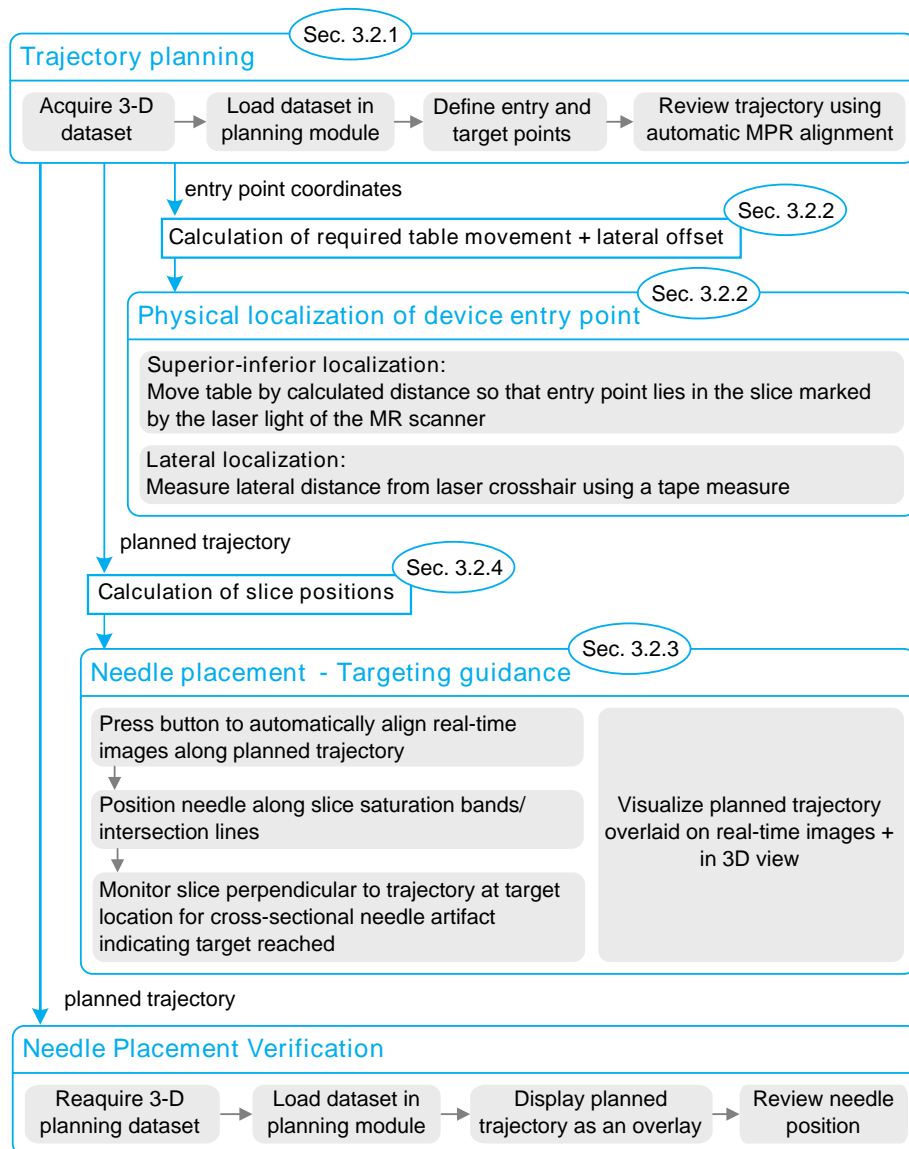 Sec. 3.2.1
Trajectory planning
Acquire 3-D
dataset
Load dataset in
planning module
Define entry and
target points
Review trajectory using
automatic MPR alignment
entry point coordinates
Sec. 3.2.2
Calculation of required table movement + lateral offset
Sec. 3.2.2
Physical localization of device entry point
Superior-inferior localization:
Move table by calculated distance so that entry point lies in the slice marked
by the laser light of the MR scanner
Lateral localization:
Measure lateral distance from laser crosshair using a tape measure
planned trajectory
Sec. 3.2.4
Calculation of slice positions
Sec. 3.2.3
Needle placement - Targeting guidance
Press button to automatically align real-time
images along planned trajectory
Position needle along slice saturation bands/
intersection lines
Monitor slice perpendicular to trajectory at target
location for cross-sectional needle artifact
indicating target reached
Visualize planned trajectory
overlaid on real-time images +
in 3D view
planned trajectory
Needle Placement Verification
Reaquire 3-D
planning dataset
Load dataset in
planning module
Display planned
trajectory as an overlay
Review needle
position